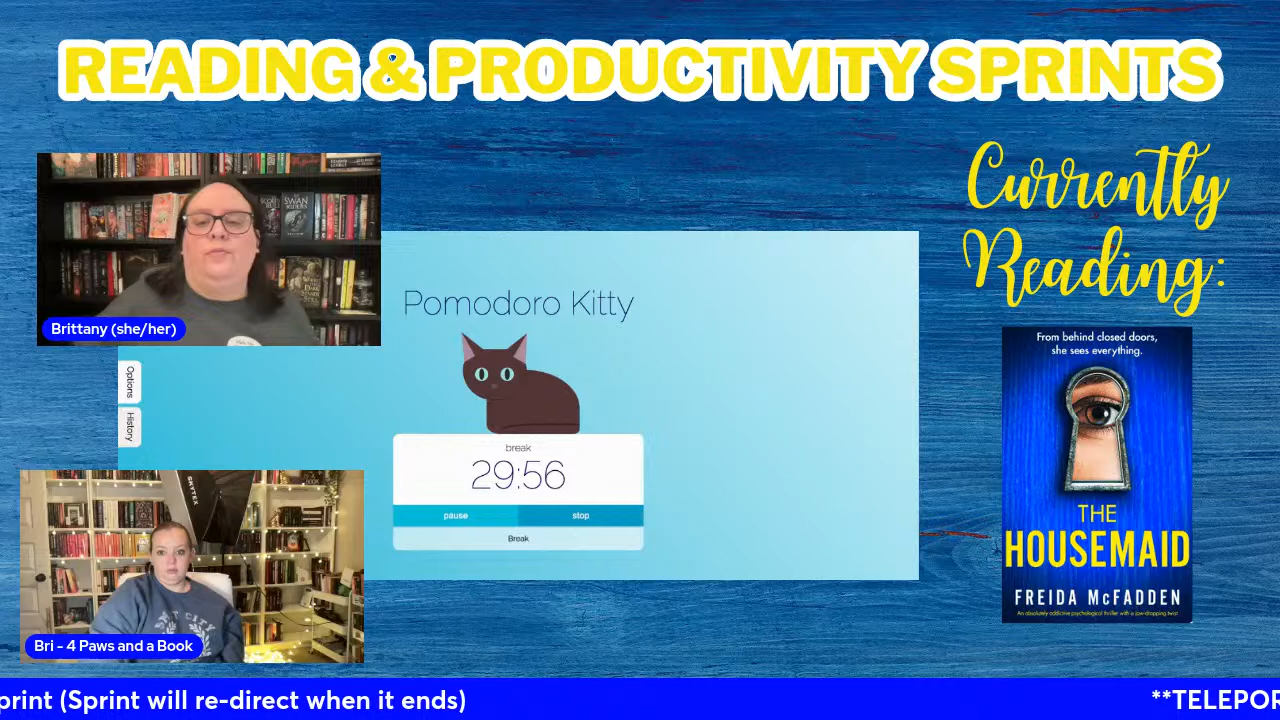 READING & PRODUCTIVITY SPRINTS
Currently
Reading:
Brittany (she/her)
Pomodoro Kitty
Options
History
break
29:56
pause
stop
Break
SKYTEX
Bri - 4 Paws and a Book
From behind closed doors,
she sees everything.
THE
HOUSEMAID
FREIDA McFADDEN
An absolutely addictive psychological thriller with a jaw-dropping twist
print (Sprint will re-direct when it ends)
**TELEPOR